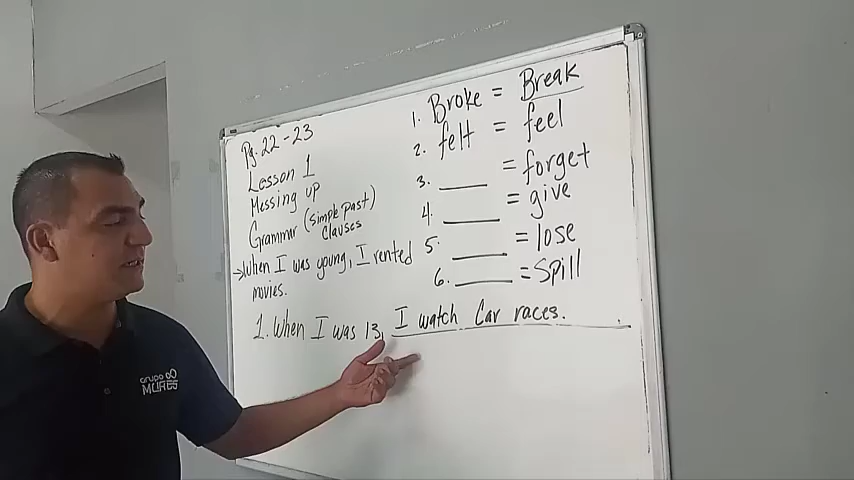 Pg. 22-23
Lesson 1
Messing up
Grammar (simple past)
clauses
→When I was young, I rented
movies.
1. Broke = Break
2. felt = feel
3. ____ = forget
4. ____ = give
5. ____ = lose
6. ____ = Spill
1. When I was 13, I watch Car races.
GRUPO
MURES